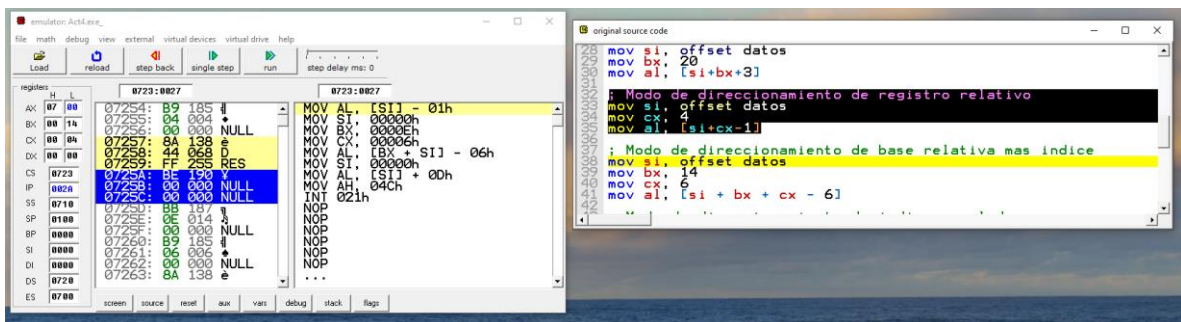 emulator: Act4.exe_
file math debug view external virtual devices virtual drive help
Load reload step back single step run step delay ms: 0
registers
H L
0723:0027 0723:0027
AX 07 00
BX 00 14
CX 00 04
DX 00 00
CS 0723
IP 002A
SS 0710
SP 0100
BP 0000
SI 0000
DI 0000
DS 0720
ES 0700
07254: B9 185 ╣
07255: 04 004 ♦
07256: 00 000 NULL
07257: 8A 138 è
07258: 44 068 D
07259: FF 255 RES
0725A: BE 190 ¥
0725B: 00 000 NULL
0725C: 00 000 NULL
0725D: BB 187 ╗
0725E: 0E 014 ♫
0725F: 00 000 NULL
07260: B9 185 ╣
07261: 06 006 ♠
07262: 00 000 NULL
07263: 8A 138 è
MOV AL, [SI] - 01h
MOV SI, 00000h
MOV BX, 0000Eh
MOV CX, 00006h
MOV AL, [BX + SI] - 06h
MOV SI, 00000h
MOV AL, [SI] + 0Dh
MOV AH, 04Ch
INT 021h
NOP
NOP
NOP
NOP
NOP
NOP
...
screen source reset aux vars debug stack flags
original source code
28 mov si, offset datos
29 mov bx, 20
30 mov al, [si+bx+3]
31
32 ; Modo de direccionamiento de registro relativo
33 mov si, offset datos
34 mov cx, 4
35 mov al, [si+cx-1]
36
37 ; Modo de direccionamiento de base relativa mas indice
38 mov si, offset datos
39 mov bx, 14
40 mov cx, 6
41 mov al, [si + bx + cx - 6]